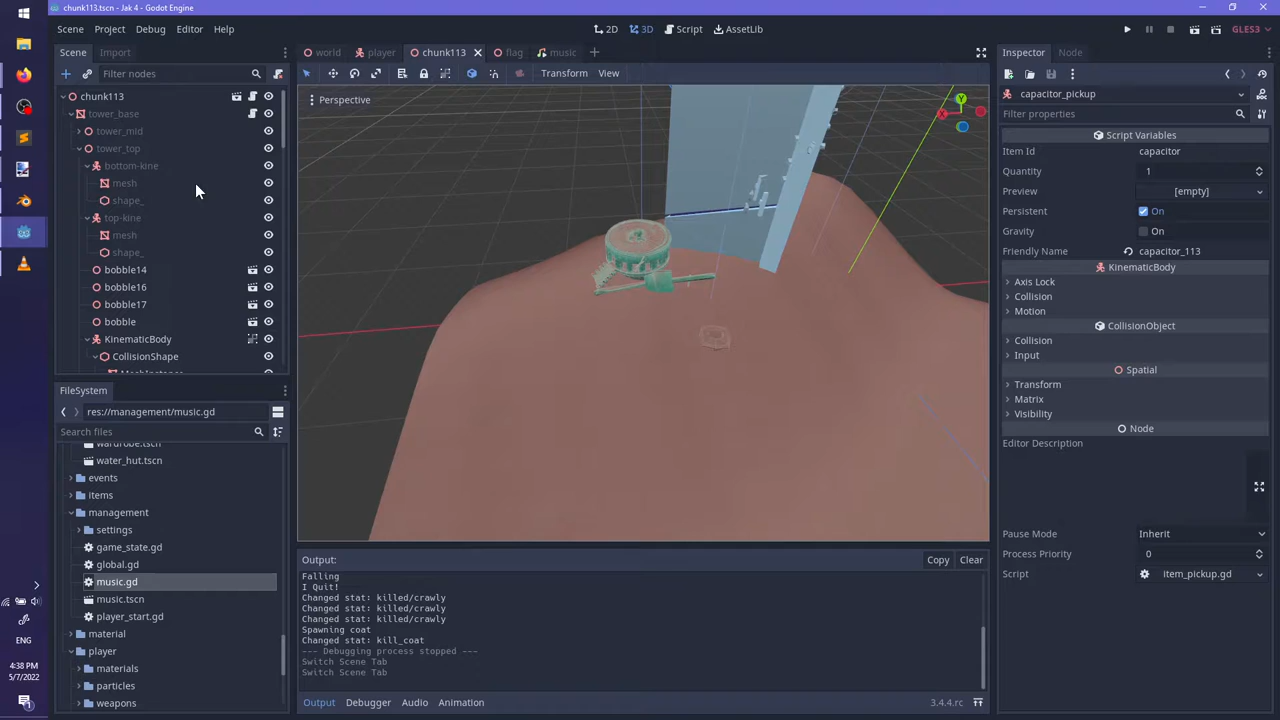 chunk113.tscn - Jak 4 - Godot Engine
Scene Project Debug Editor Help
2D 3D Script AssetLib
GLES3
Scene Import
world player chunk113 flag music
Inspector Node
Filter nodes
Transform View
Perspective
chunk113
tower_base
tower_mid
tower_top
bottom-kine
mesh
shape_
top-kine
mesh
shape_
bobble14
bobble16
bobble17
bobble
KinematicBody
CollisionShape
MeshInstance
FileSystem
res://management/music.gd
Search files
wardrobe.tscn
water_hut.tscn
events
items
management
settings
game_state.gd
global.gd
music.gd
music.tscn
player_start.gd
material
player
materials
particles
weapons
Y
X
Output:
Copy Clear
Falling
I Quit!
Changed stat: killed/crawly
Changed stat: killed/crawly
Changed stat: killed/crawly
Spawning coat
Changed stat: kill_coat
--- Debugging process stopped ---
Switch Scene Tab
Switch Scene Tab
Output Debugger Audio Animation
3.4.4.rc
capacitor_pickup
Filter properties
Script Variables
Item Id capacitor
Quantity 1
Preview [empty]
Persistent On
Gravity On
Friendly Name capacitor_113
KinematicBody
Axis Lock
Collision
Motion
CollisionObject
Collision
Input
Spatial
Transform
Matrix
Visibility
Node
Editor Description
Pause Mode Inherit
Process Priority 0
Script item_pickup.gd
ENG
4:38 PM
5/7/2022
1